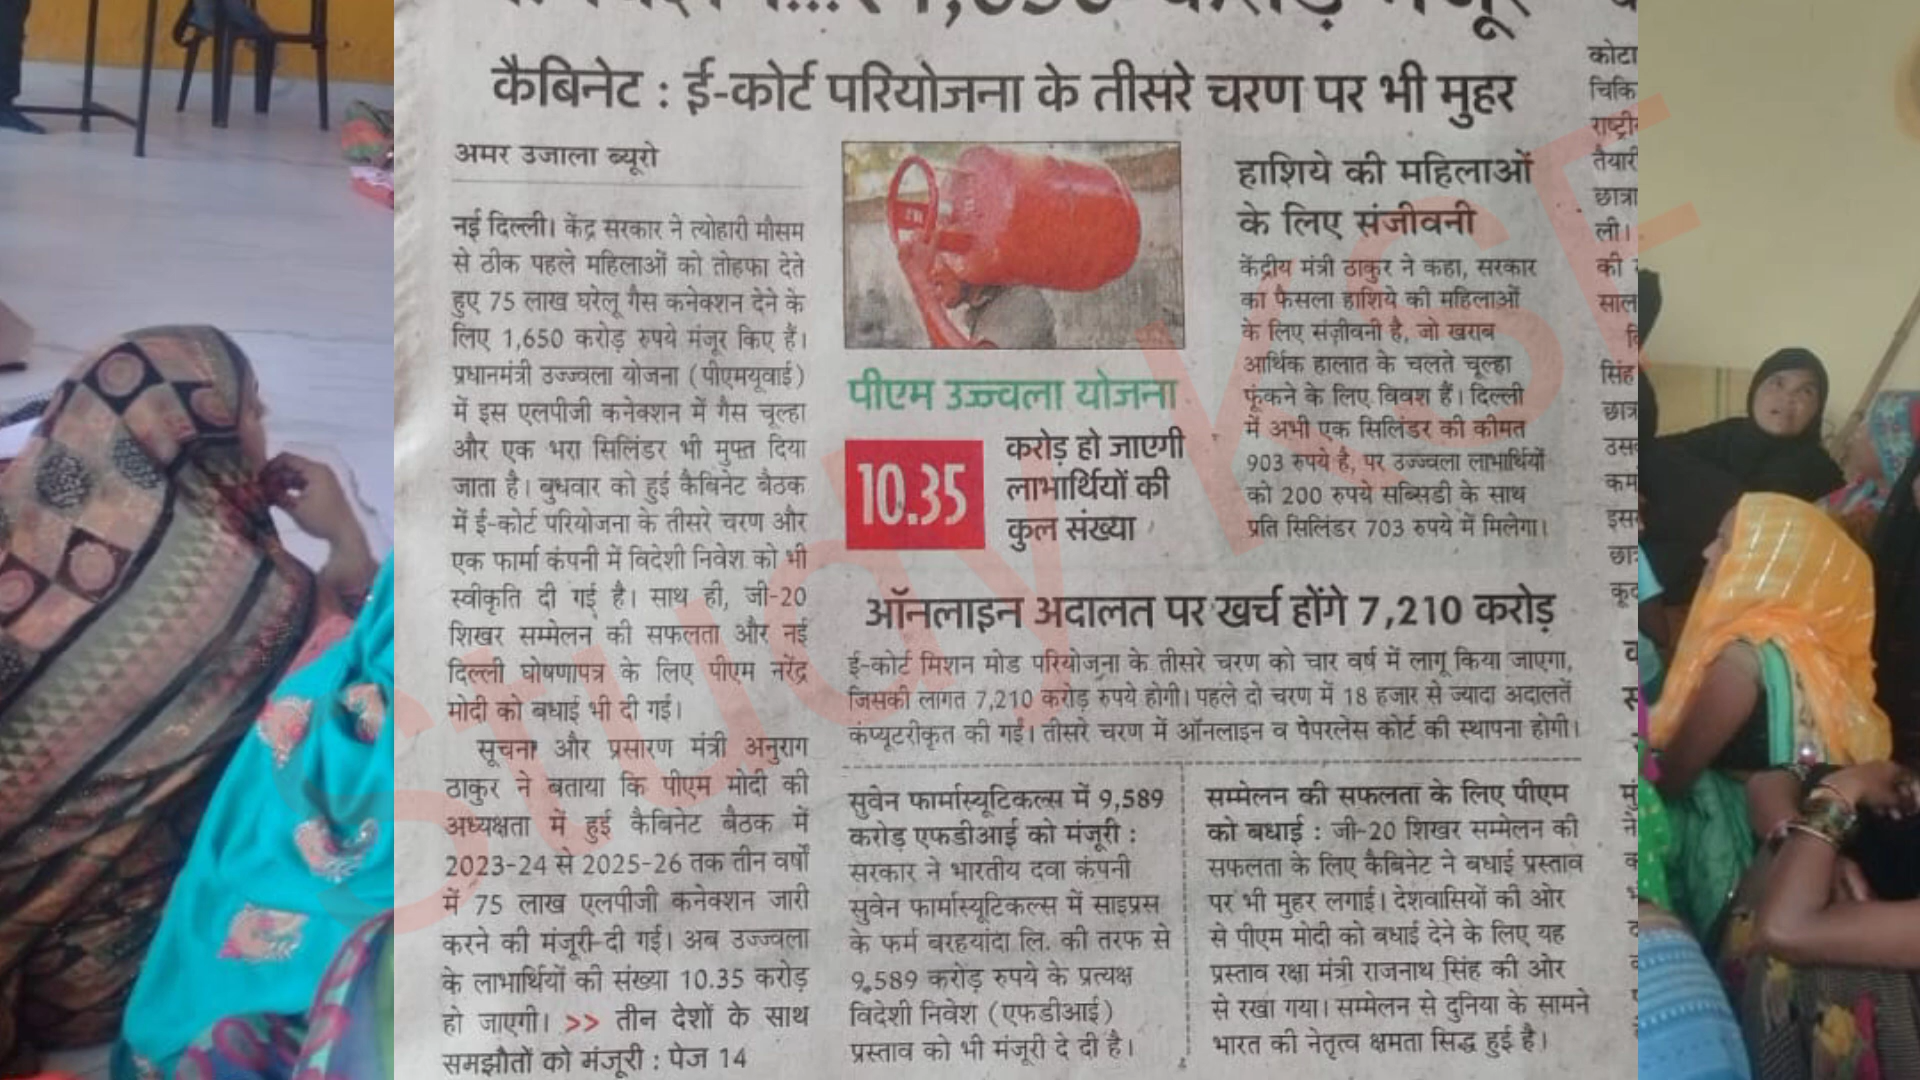 करोड़ मंजूर
कैबिनेट : ई-कोर्ट परियोजना के तीसरे चरण पर भी मुहर
अमर उजाला ब्यूरो
नई दिल्ली। केंद्र सरकार ने त्योहारी मौसम
से ठीक पहले महिलाओं को तोहफा देते
हुए 75 लाख घरेलू गैस कनेक्शन देने के
लिए 1,650 करोड़ रुपये मंजूर किए हैं।
प्रधानमंत्री उज्ज्वला योजना (पीएमयूवाई)
में इस एलपीजी कनेक्शन में गैस चूल्हा
और एक भरा सिलिंडर भी मुफ्त दिया
जाता है। बुधवार को हुई कैबिनेट बैठक
में ई-कोर्ट परियोजना के तीसरे चरण और
एक फार्मा कंपनी में विदेशी निवेश को भी
स्वीकृति दी गई है। साथ ही, जी-20
शिखर सम्मेलन की सफलता और नई
दिल्ली घोषणापत्र के लिए पीएम नरेंद्र
मोदी को बधाई भी दी गई।
सूचना और प्रसारण मंत्री अनुराग
ठाकुर ने बताया कि पीएम मोदी की
अध्यक्षता में हुई कैबिनेट बैठक में
2023-24 से 2025-26 तक तीन वर्षों
में 75 लाख एलपीजी कनेक्शन जारी
करने की मंजूरी दी गई। अब उज्ज्वला
के लाभार्थियों की संख्या 10.35 करोड़
हो जाएगी। >> तीन देशों के साथ
समझौतों को मंजूरी : पेज 14
पीएम उज्ज्वला योजना
10.35
करोड़ हो जाएगी
लाभार्थियों की
कुल संख्या
हाशिये की महिलाओं
के लिए संजीवनी
केंद्रीय मंत्री ठाकुर ने कहा, सरकार
का फैसला हाशिये की महिलाओं
के लिए संजीवनी है, जो खराब
आर्थिक हालात के चलते चूल्हा
फूंकने के लिए विवश हैं। दिल्ली
में अभी एक सिलिंडर की कीमत
903 रुपये है, पर उज्ज्वला लाभार्थियों
को 200 रुपये सब्सिडी के साथ
प्रति सिलिंडर 703 रुपये में मिलेगा।
ऑनलाइन अदालत पर खर्च होंगे 7,210 करोड़
ई-कोर्ट मिशन मोड परियोजना के तीसरे चरण को चार वर्ष में लागू किया जाएगा,
जिसकी लागत 7,210 करोड़ रुपये होगी। पहले दो चरण में 18 हजार से ज्यादा अदालतें
कंप्यूटरीकृत की गईं। तीसरे चरण में ऑनलाइन व पेपरलेस कोर्ट की स्थापना होगी।
सुवेन फार्मास्यूटिकल्स में 9,589
करोड़ एफडीआई को मंजूरी :
सरकार ने भारतीय दवा कंपनी
सुवेन फार्मास्यूटिकल्स में साइप्रस
के फर्म बरहयांदा लि. की तरफ से
9,589 करोड़ रुपये के प्रत्यक्ष
विदेशी निवेश (एफडीआई)
प्रस्ताव को भी मंजूरी दे दी है।
सम्मेलन की सफलता के लिए पीएम
को बधाई : जी-20 शिखर सम्मेलन की
सफलता के लिए कैबिनेट ने बधाई प्रस्ताव
पर भी मुहर लगाई। देशवासियों की ओर
से पीएम मोदी को बधाई देने के लिए यह
प्रस्ताव रक्षा मंत्री राजनाथ सिंह की ओर
से रखा गया। सम्मेलन से दुनिया के सामने
भारत की नेतृत्व क्षमता सिद्ध हुई है।
कोटा
तैयारी
ली।
की
साल
सिंह
Study KSF